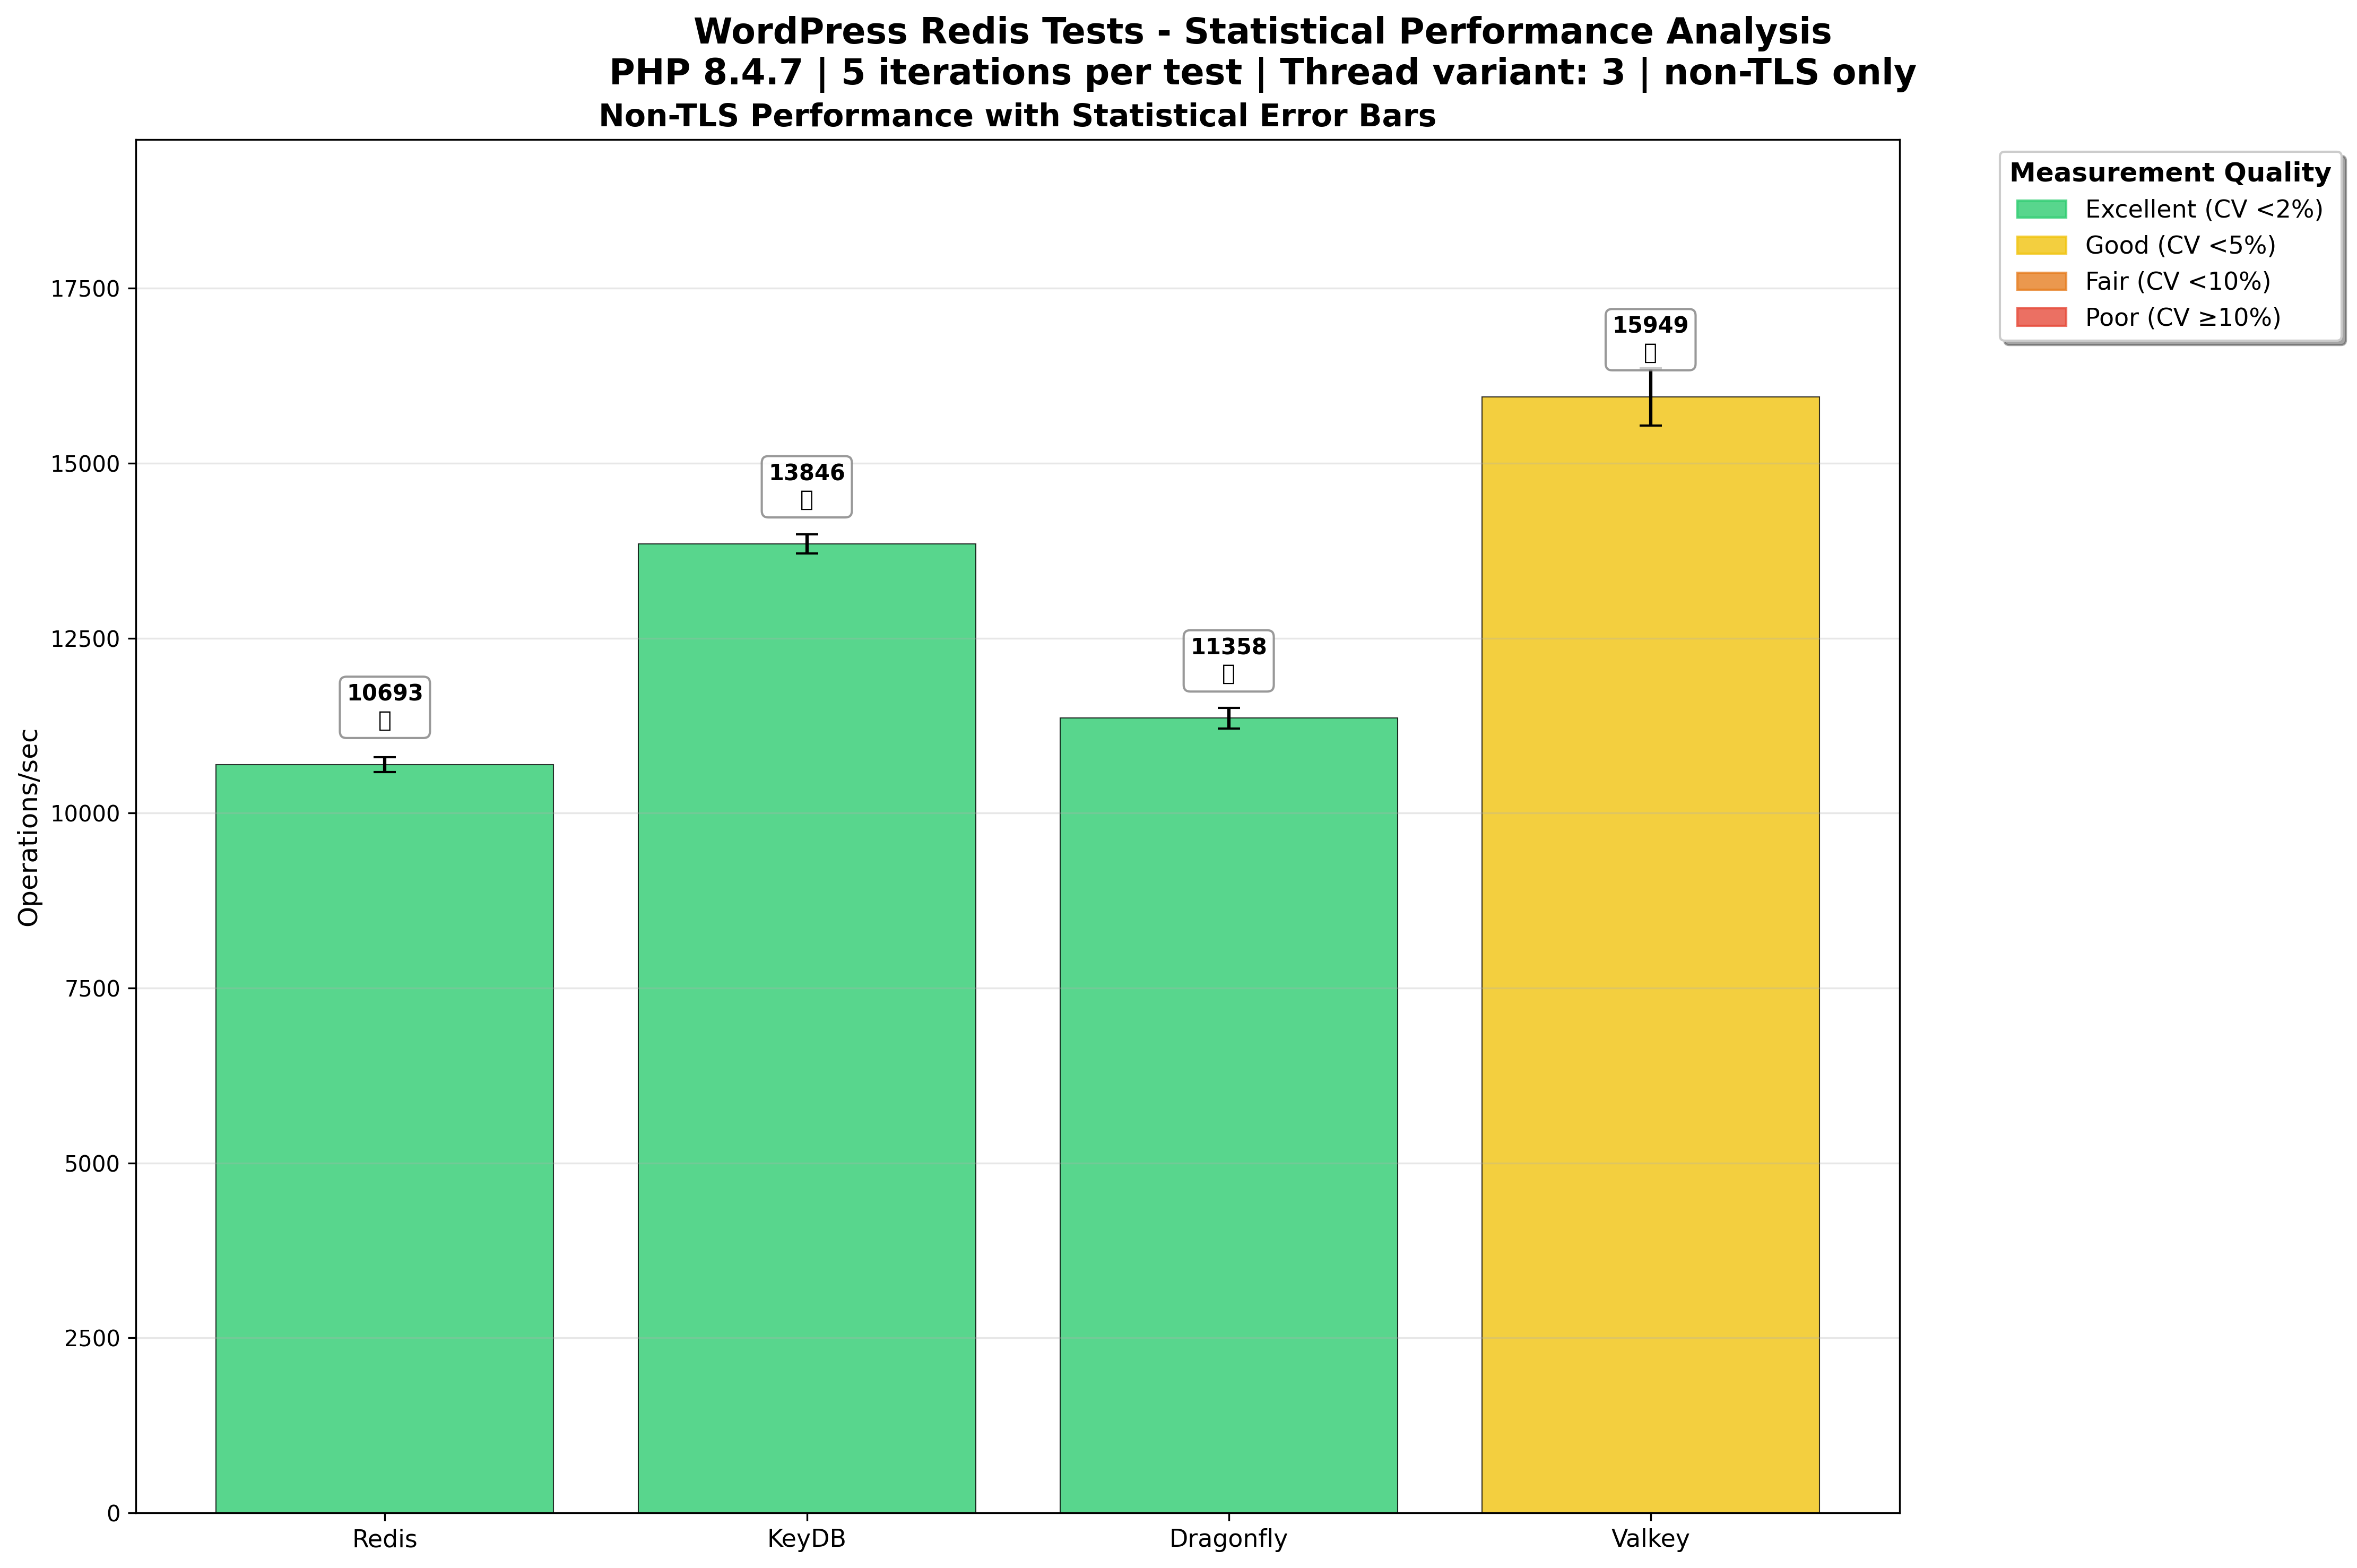 WordPress Redis Tests - Statistical Performance Analysis
PHP 8.4.7 | 5 iterations per test | Thread variant: 3 | non-TLS only
Non-TLS Performance with Statistical Error Bars
Measurement Quality
Excellent (CV <2%)
Good (CV <5%)
Fair (CV <10%)
Poor (CV ≥10%)
Operations/sec
17500
15000
12500
10000
7500
5000
2500
0
10693
13846
11358
15949
Redis
KeyDB
Dragonfly
Valkey